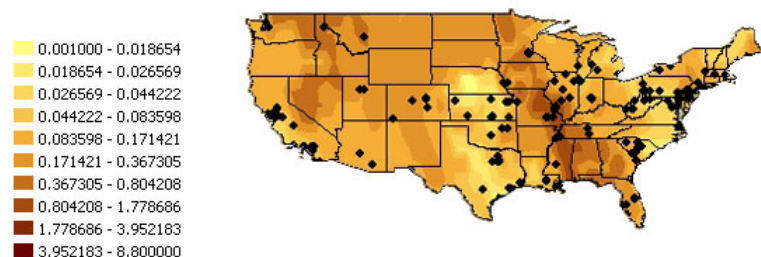 0.001000 - 0.018654
0.018654 - 0.026569
0.026569 - 0.044222
0.044222 - 0.083598
0.083598 - 0.171421
0.171421 - 0.367305
0.367305 - 0.804208
0.804208 - 1.778686
1.778686 - 3.952183
3.952183 - 8.800000